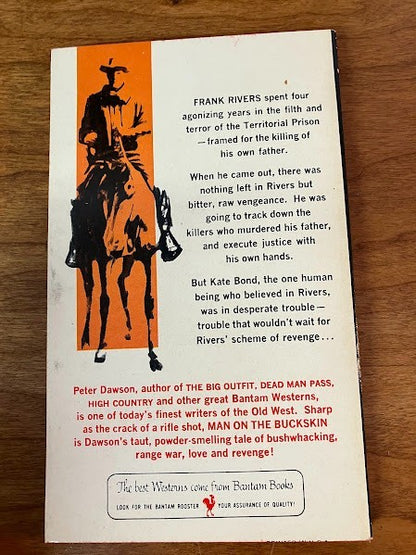 FRANK RIVERS spent four
agonizing years in the filth and
terror of the Territorial Prison
—framed for the killing of
his own father.
When he came out, there was
nothing left in Rivers but
bitter, raw vengeance. He was
going to track down the
killers who murdered his father,
and execute justice with
his own hands.
But Kate Bond, the one human
being who believed in Rivers,
was in desperate trouble—
trouble that wouldn't wait for
Rivers' scheme of revenge...
Peter Dawson, author of THE BIG OUTFIT, DEAD MAN PASS,
HIGH COUNTRY and other great Bantam Westerns,
is one of today's finest writers of the Old West. Sharp
as the crack of a rifle shot, MAN ON THE BUCKSKIN
is Dawson's taut, powder-smelling tale of bushwhacking,
range war, love and revenge!
The best Westerns come from Bantam Books
LOOK FOR THE BANTAM ROOSTER YOUR ASSURANCE OF QUALITY!